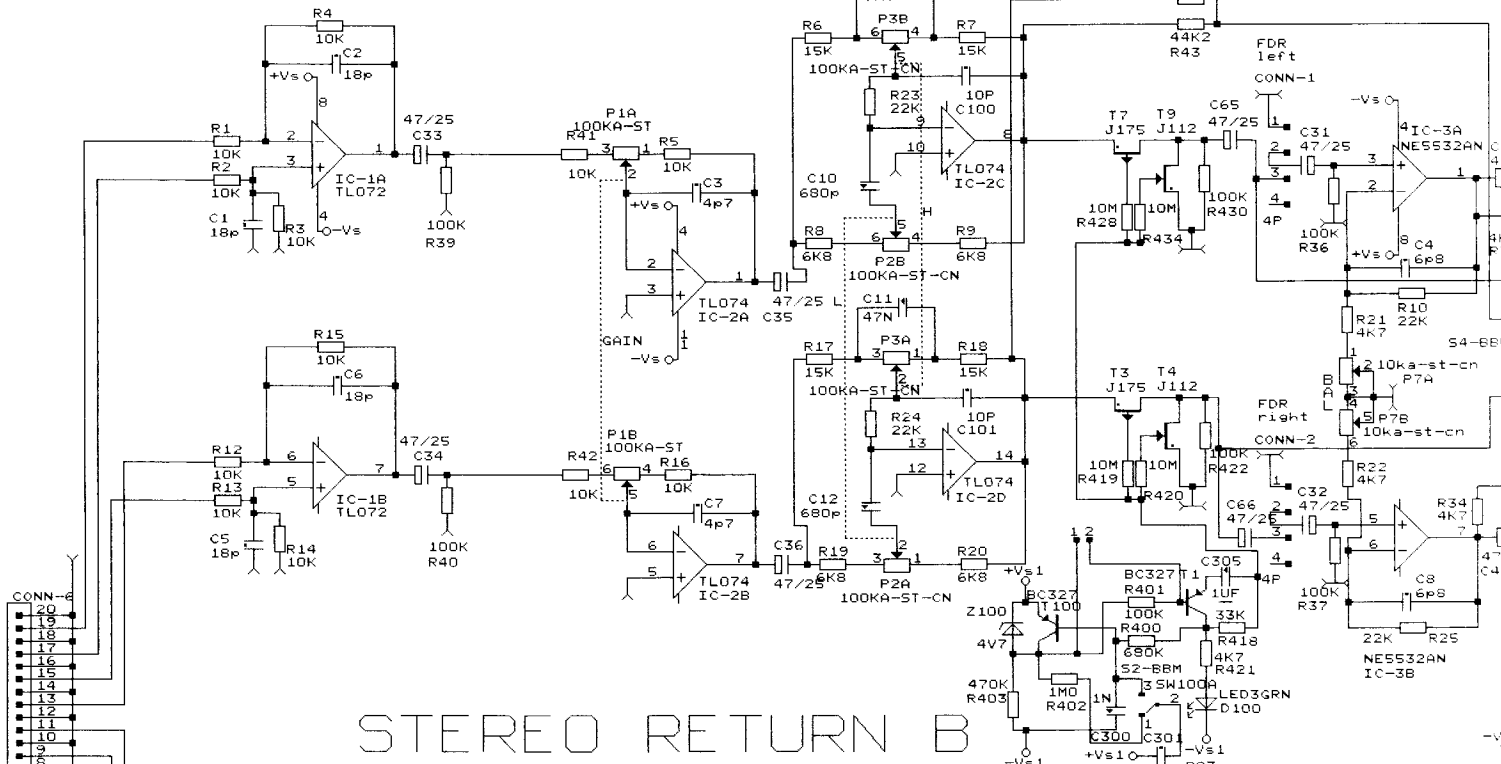 R4
10K
C2
18p
+Vs
8
R1
10K
2
3
1
R2
10K
IC-1A
TL072
C1
18p
R3
10K
4
-Vs
47/25
C33
100K
R39
P1A
100KA-ST
R41
10K
3
1
2
R5
10K
C3
4p7
+Vs
4
2
3
1
TL074
IC-2A
GAIN
-Vs
11
47/25
C35
R6
15K
P3B
6
4
5
100KA-ST-CN
R7
15K
R23
22K
10P
C100
9
10
8
TL074
IC-2C
C10
680p
H
5
R8
6K8
6
4
P2B
100KA-ST-CN
R9
6K8
L
C11
47N
R17
15K
P3A
3
1
2
100KA-ST-CN
R18
15K
R24
22K
10P
C101
13
12
14
TL074
IC-2D
C12
680p
2
R19
6K8
3
1
P2A
100KA-ST-CN
R20
6K8
44K2
R43
T7
J175
T9
J112
C65
47/25
10M
R428
10M
R434
100K
R430
FDR
left
CONN-1
1
2
3
4
4P
C31
47/25
100K
R36
-Vs
4
IC-3A
NE5532AN
3
2
1
8
+Vs
C4
6p8
R10
22K
R21
4K7
S4-BB
1
2
3
10ka-st-cn
P7A
BAL
4
5
6
P7B
10ka-st-cn
R22
4K7
T3
J175
T4
J112
10M
R419
10M
R420
100K
R422
FDR
right
CONN-2
1
2
3
4
4P
C66
47/25
C32
47/25
100K
R37
5
6
7
R34
4K7
C8
6p8
22K
R25
NE5532AN
IC-3B
R15
10K
C6
18p
R12
10K
6
5
7
R13
10K
IC-1B
TL072
C5
18p
R14
10K
47/25
C34
100K
R40
P1B
100KA-ST
R42
10K
6
4
5
R16
10K
C7
4p7
6
5
7
TL074
IC-2B
C36
47/25
1 2
+Vs1
Z100
4V7
BC327
T100
BC327
T1
R401
100K
R400
680K
C305
1UF
33K
R418
4K7
R421
S2-BBM
3
SW100A
2
1
470K
R403
1M0
R402
1N
C300
C301
LED3GRN
D100
-Vs1
+Vs1
-Vs1
CONN-6
20
19
18
17
16
15
14
13
12
11
10
9
8
STEREO RETURN B